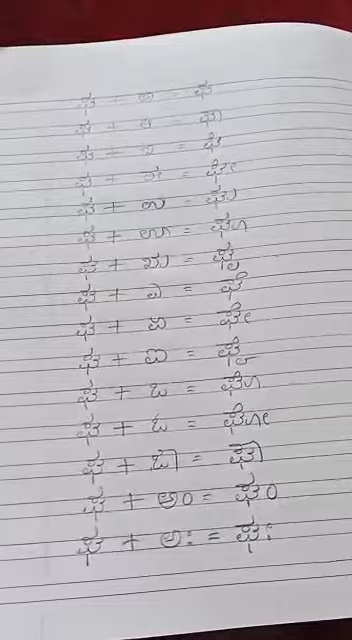 ಫ + ಅ = ಫ
ಫ + ಆ = ಫಾ
ಫ + ಇ = ಫಿ
ಫ + ಈ = ಫೀ
ಫ + ಉ = ಫು
ಫ + ಊ = ಫೂ
ಫ + ಋ = ಫೃ
ಫ + ಎ = ಫೆ
ಫ + ಏ = ಫೇ
ಫ + ಐ = ಫೈ
ಫ + ಒ = ಫೊ
ಫ + ಓ = ಫೋ
ಫ + ಔ = ಫೌ
ಫ + ಅಂ = ಫಂ
ಫ + ಅಃ = ಫಃ